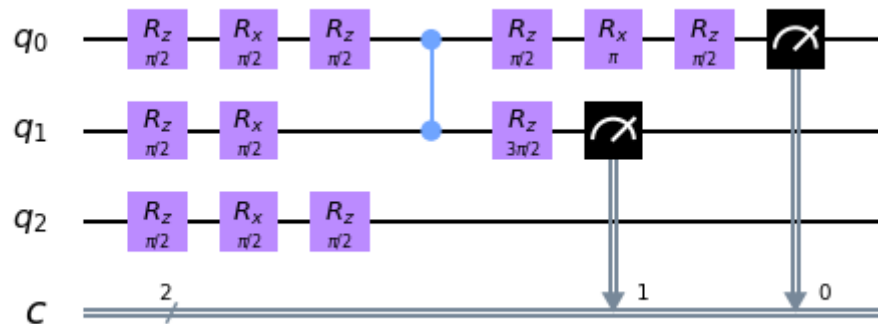 q0 Rz π/2 Rx π/2 Rz π/2 Rz π/2 Rx π Rz π/2
q1 Rz π/2 Rx π/2 Rz 3π/2
q2 Rz π/2 Rx π/2 Rz π/2
c 2 1 0